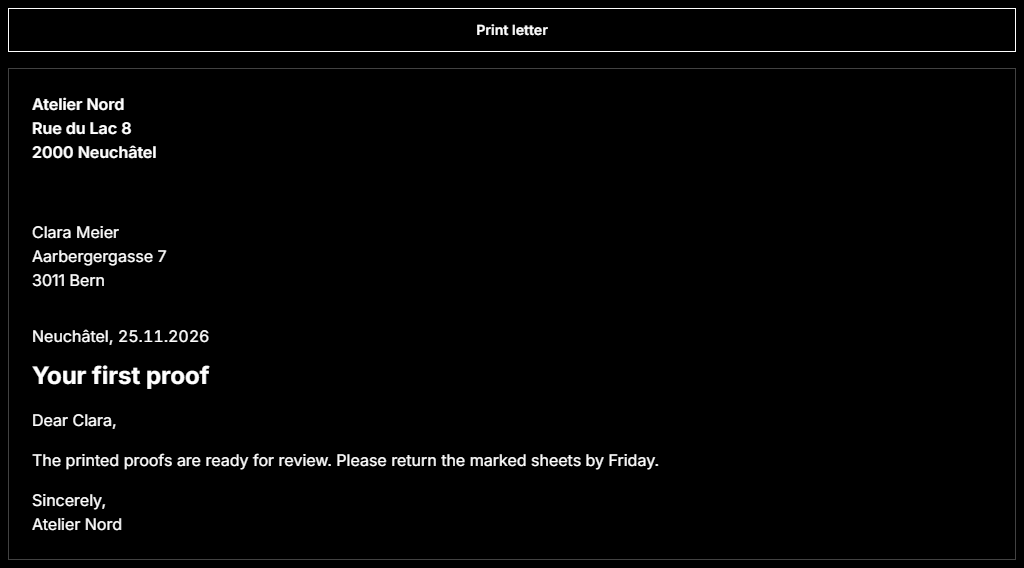 Print letter
Atelier Nord
Rue du Lac 8
2000 Neuchâtel
Clara Meier
Aarbergergasse 7
3011 Bern
Neuchâtel, 25.11.2026
Your first proof
Dear Clara,
The printed proofs are ready for review. Please return the marked sheets by Friday.
Sincerely,
Atelier Nord